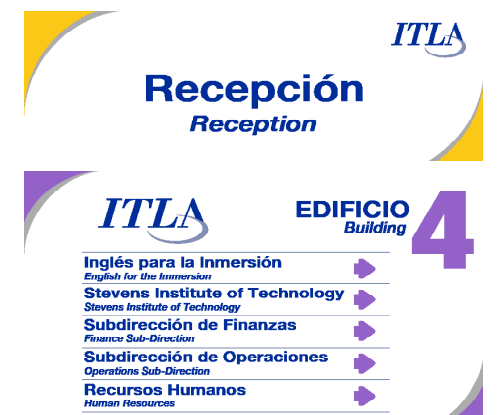 ITLA
Recepción
Reception
ITLA
EDIFICIO 4
Building
Inglés para la Inmersión
English for the Immersion
Stevens Institute of Technology
Stevens Institute of Technology
Subdirección de Finanzas
Finance Sub-Direction
Subdirección de Operaciones
Operations Sub-Direction
Recursos Humanos
Human Resources